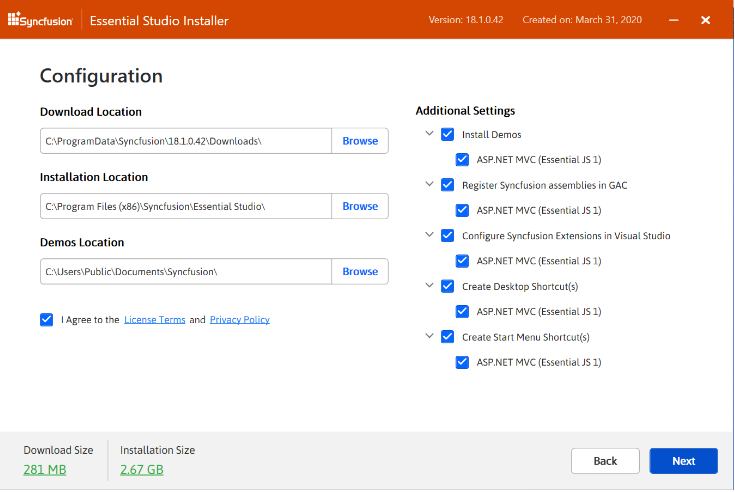 Syncfusion
Essential Studio Installer
Version: 18.1.0.42
Created on: March 31, 2020
Configuration
Download Location
C:\ProgramData\Syncfusion\18.1.0.42\Downloads\
Browse
Installation Location
C:\Program Files (x86)\Syncfusion\Essential Studio\
Browse
Demos Location
C:\Users\Public\Documents\Syncfusion\
Browse
I Agree to the License Terms and Privacy Policy
Additional Settings
Install Demos
ASP.NET MVC (Essential JS 1)
Register Syncfusion assemblies in GAC
ASP.NET MVC (Essential JS 1)
Configure Syncfusion Extensions in Visual Studio
ASP.NET MVC (Essential JS 1)
Create Desktop Shortcut(s)
ASP.NET MVC (Essential JS 1)
Create Start Menu Shortcut(s)
ASP.NET MVC (Essential JS 1)
Download Size
281 MB
Installation Size
2.67 GB
Back
Next